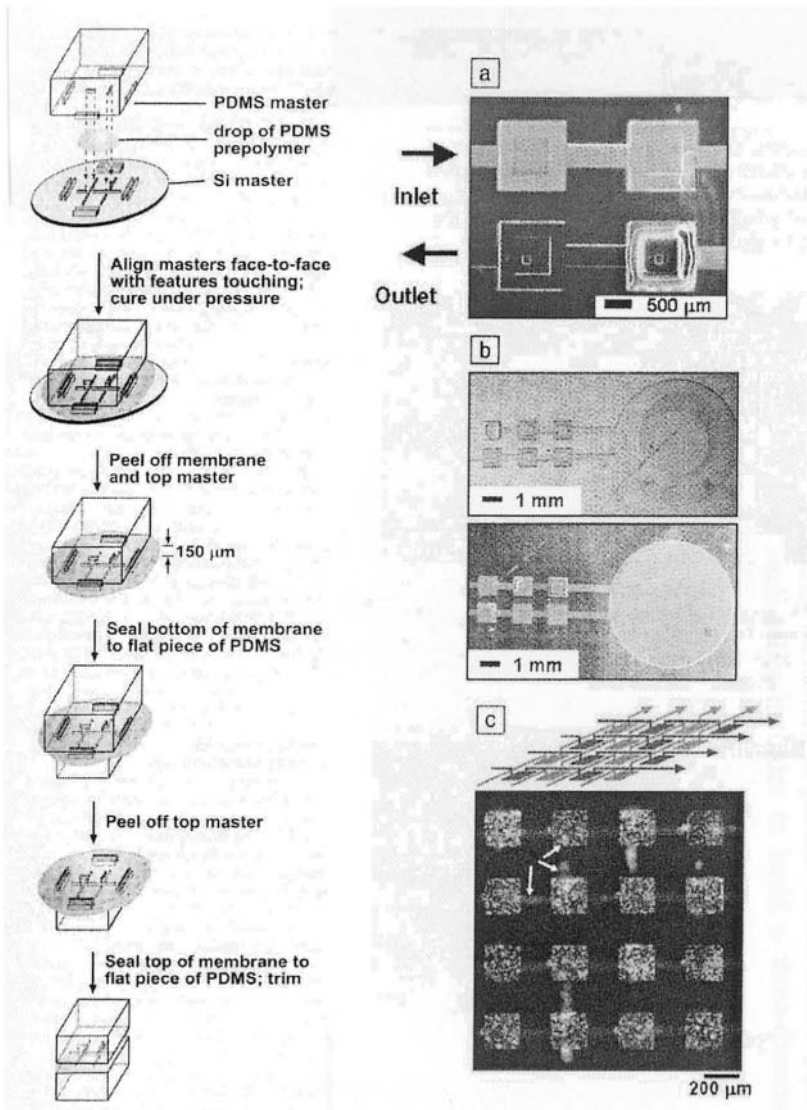 PDMS master
drop of PDMS
prepolymer
Si master
Align masters face-to-face
with features touching;
cure under pressure
Peel off membrane
and top master
150 µm
Seal bottom of membrane
to flat piece of PDMS
Peel off top master
Seal top of membrane to
flat piece of PDMS; trim
a
Inlet
Outlet
500 µm
b
1 mm
1 mm
c
200 µm